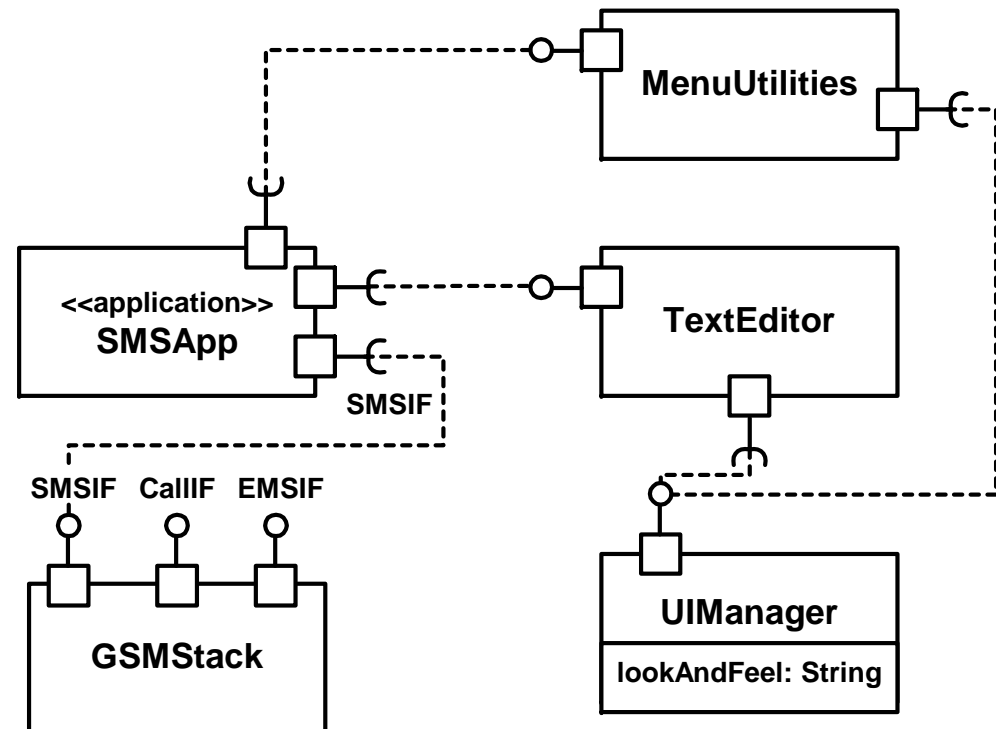 MenuUtilities
<<application>>
SMSApp
TextEditor
SMSIF
SMSIF CallIF EMSIF
GSMStack
UIManager
lookAndFeel: String